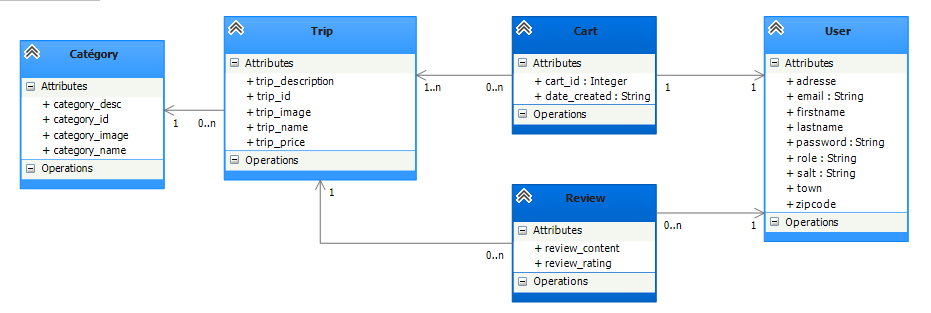 Catégory
Attributes
+ category_desc
+ category_id
+ category_image
+ category_name
Operations
1
0..n
Trip
Attributes
+ trip_description
+ trip_id
+ trip_image
+ trip_name
+ trip_price
Operations
1..n
0..n
1
0..n
Cart
Attributes
+ cart_id : Integer
+ date_created : String
Operations
1
1
Review
Attributes
+ review_content
+ review_rating
Operations
0..n
1
User
Attributes
+ adresse
+ email : String
+ firstname
+ lastname
+ password : String
+ role : String
+ salt : String
+ town
+ zipcode
Operations